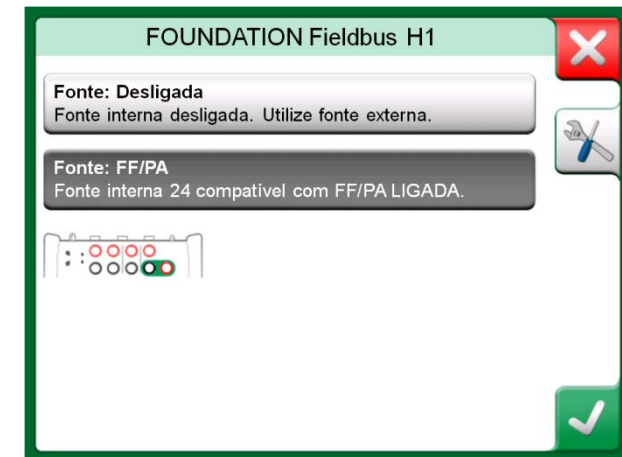 FOUNDATION Fieldbus H1
Fonte: Desligada
Fonte interna desligada. Utilize fonte externa.
Fonte: FF/PA
Fonte interna 24 compatível com FF/PA LIGADA.